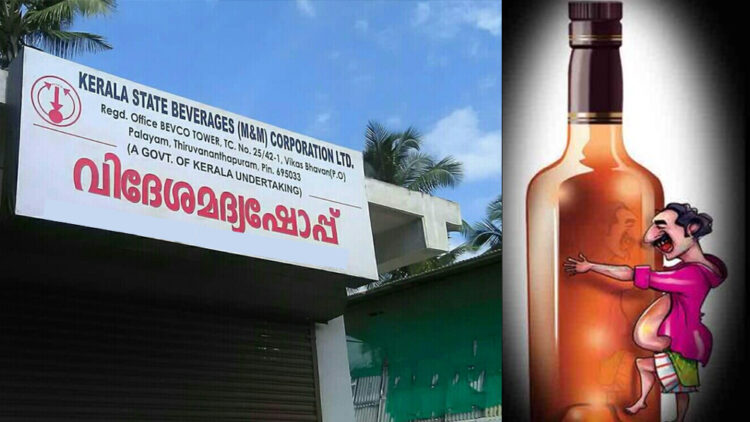 KERALA STATE BEVERAGES (M&M) CORPORATION LTD.
Regd. Office BEVCO TOWER, TC. No. 25/42-1, Vikas Bhavan(P.O)
Palayam, Thiruvananthapuram, Pin. 695033
(A GOVT. OF KERALA UNDERTAKING)
വിദേശമദ്യഷോപ്പ്